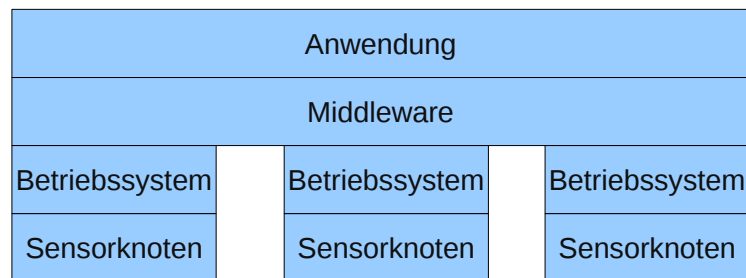 Anwendung
Middleware
Betriebssystem Betriebssystem Betriebssystem
Sensorknoten Sensorknoten Sensorknoten